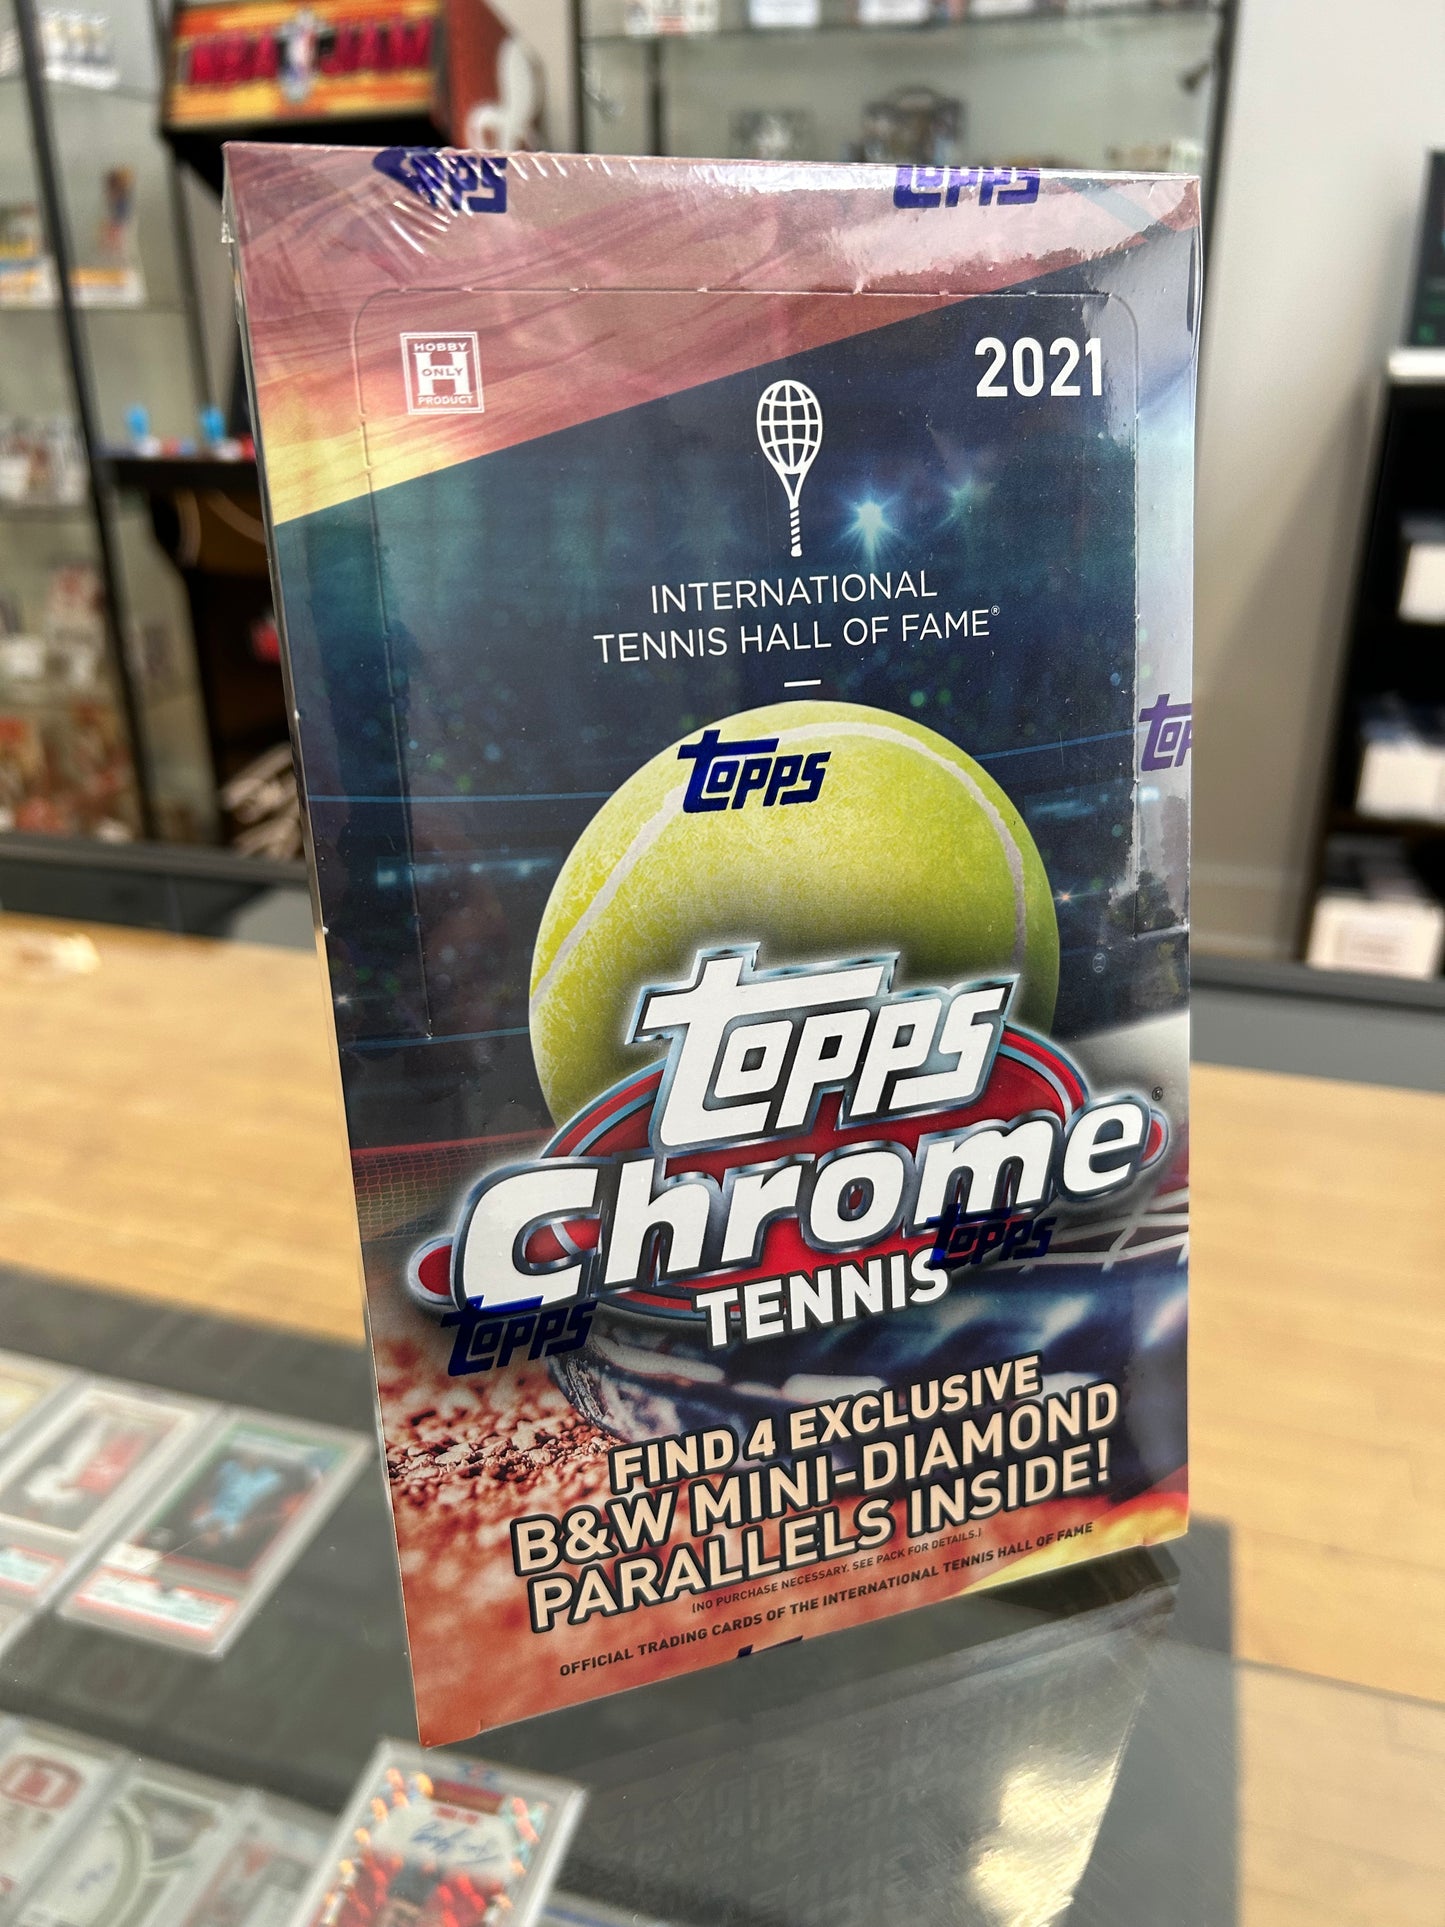 NBA JAM
TOPPS
TOPPS
HOBBY
H
ONLY
PRODUCT
2021
INTERNATIONAL
TENNIS HALL OF FAME®
TOPPS
TOPPS
Chrome®
TENNIS
TOPPS
TOPPS
FIND 4 EXCLUSIVE
B&W MINI-DIAMOND
PARALLELS INSIDE!
(NO PURCHASE NECESSARY. SEE PACK FOR DETAILS.)
OFFICIAL TRADING CARDS OF THE INTERNATIONAL TENNIS HALL OF FAME